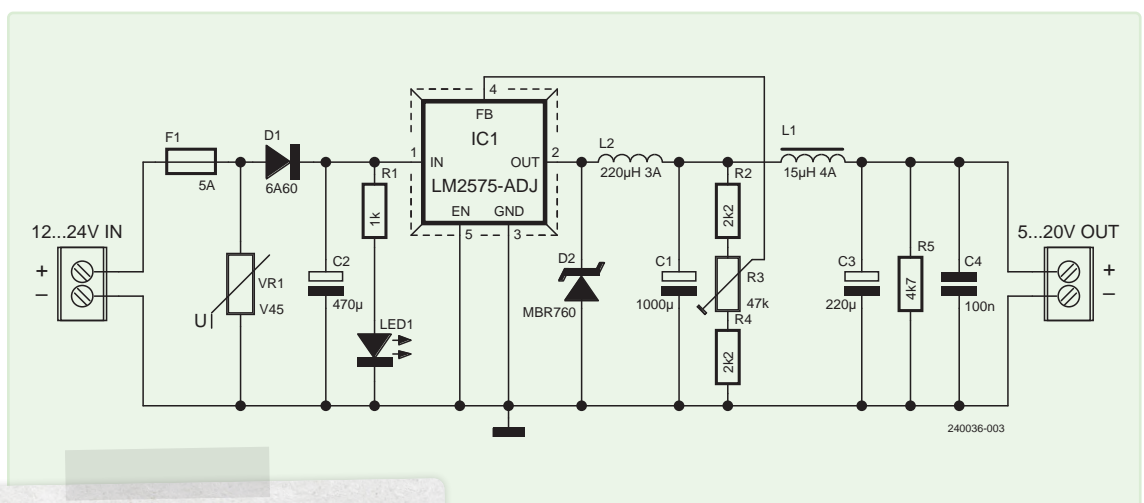 4
FB
IC1
LM2575-ADJ
1
IN
OUT
2
EN
GND
5
3
F1
5A
D1
6A60
R1
1k
L2
220µH 3A
R2
2k2
L1
15µH 4A
12...24V IN
+
–
VR1
V45
U
C2
470µ
LED1
D2
MBR760
C1
1000µ
R3
47k
R4
2k2
C3
220µ
R5
4k7
C4
100n
5...20V OUT
+
–
240036-003